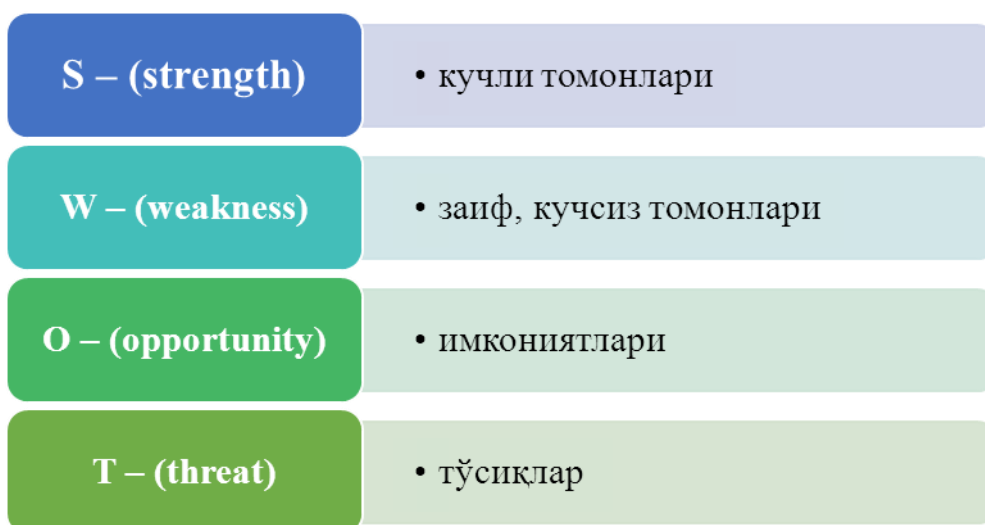 S – (strength)
• кучли томонлари
W – (weakness)
• заиф, кучсиз томонлари
O – (opportunity)
• имкониятлари
T – (threat)
• тўсиқлар